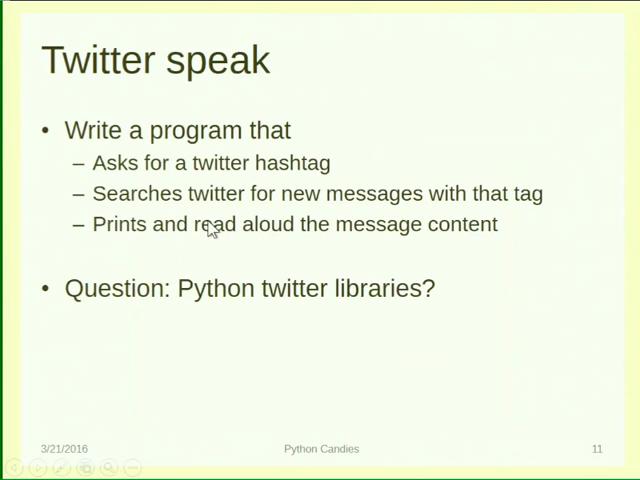 Twitter speak
• Write a program that
– Asks for a twitter hashtag
– Searches twitter for new messages with that tag
– Prints and read aloud the message content
• Question: Python twitter libraries?
3/21/2016 Python Candies 11